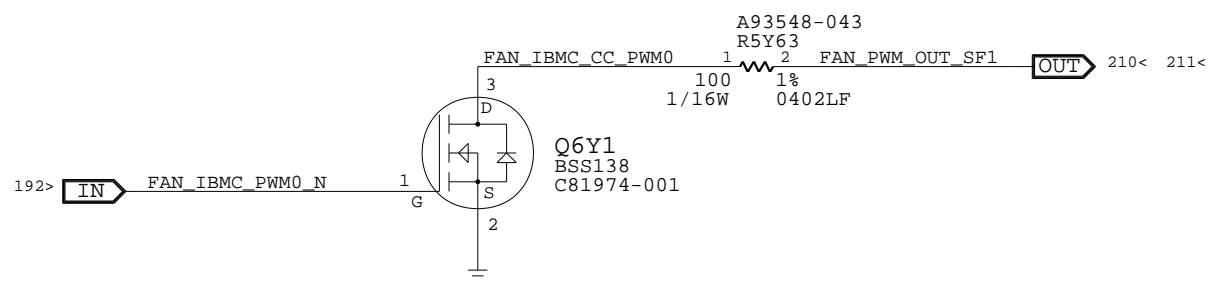 A93548-043
R5Y63
FAN_IBMC_CC_PWM0 1 2 FAN_PWM_OUT_SF1 OUT 210< 211<
100 1%
1/16W 0402LF
3
D
Q6Y1
BSS138
C81974-001
192> IN FAN_IBMC_PWM0_N 1
G
S
2